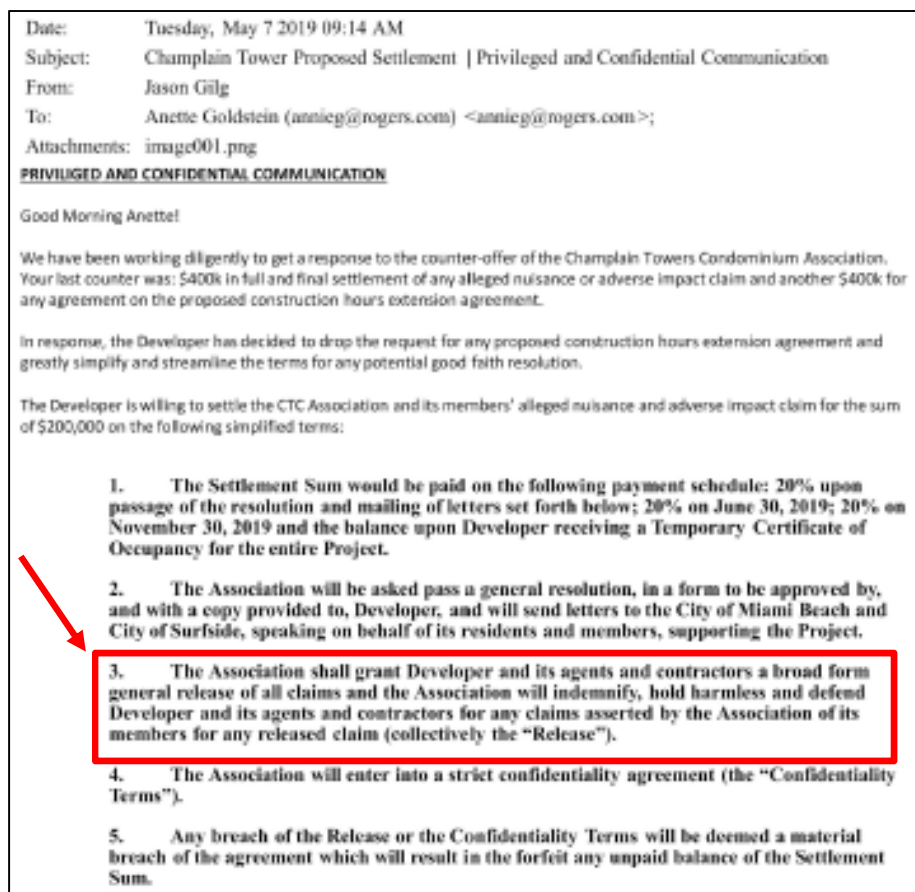 Date: Tuesday, May 7 2019 09:14 AM
Subject: Champlain Tower Proposed Settlement | Privileged and Confidential Communication
From: Jason Gilg
To: Anette Goldstein (annieg@rogers.com) <annieg@rogers.com>;
Attachments: image001.png
PRIVILIGED AND CONFIDENTIAL COMMUNICATION
Good Morning Anette!
We have been working diligently to get a response to the counter-offer of the Champlain Towers Condominium Association.
Your last counter was: $400k in full and final settlement of any alleged nuisance or adverse impact claim and another $400k for
any agreement on the proposed construction hours extension agreement.
In response, the Developer has decided to drop the request for any proposed construction hours extension agreement and
greatly simplify and streamline the terms for any potential good faith resolution.
The Developer is willing to settle the CTC Association and its members' alleged nuisance and adverse impact claim for the sum
of $200,000 on the following simplified terms:
1. The Settlement Sum would be paid on the following payment schedule: 20% upon
passage of the resolution and mailing of letters set forth below; 20% on June 30, 2019; 20% on
November 30, 2019 and the balance upon Developer receiving a Temporary Certificate of
Occupancy for the entire Project.
2. The Association will be asked pass a general resolution, in a form to be approved by,
and with a copy provided to, Developer, and will send letters to the City of Miami Beach and
City of Surfside, speaking on behalf of its residents and members, supporting the Project.
3. The Association shall grant Developer and its agents and contractors a broad form
general release of all claims and the Association will indemnify, hold harmless and defend
Developer and its agents and contractors for any claims asserted by the Association of its
members for any released claim (collectively the "Release").
4. The Association will enter into a strict confidentiality agreement (the "Confidentiality
Terms").
5. Any breach of the Release or the Confidentiality Terms will be deemed a material
breach of the agreement which will result in the forfeit any unpaid balance of the Settlement
Sum.